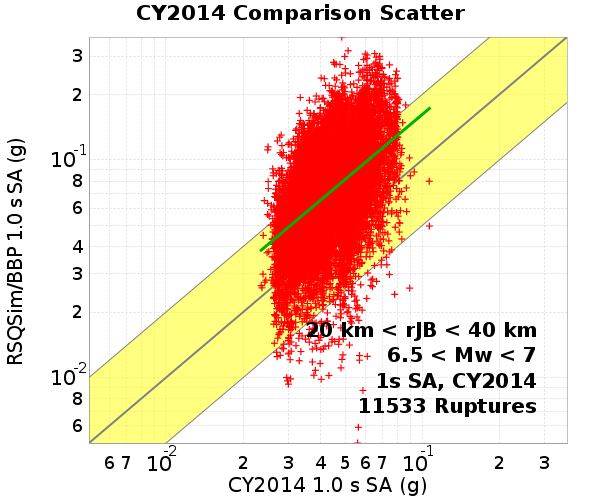 CY2014 Comparison Scatter
RSQSim/BBP 1.0 s SA (g)
3
2
10-1
8
6
4
3
2
10-2
8
6
20 km < rJB < 40 km
6.5 < Mw < 7
1s SA, CY2014
11533 Ruptures
6 7 10-2 2 3 4 5 6 7 10-1 2 3
CY2014 1.0 s SA (g)